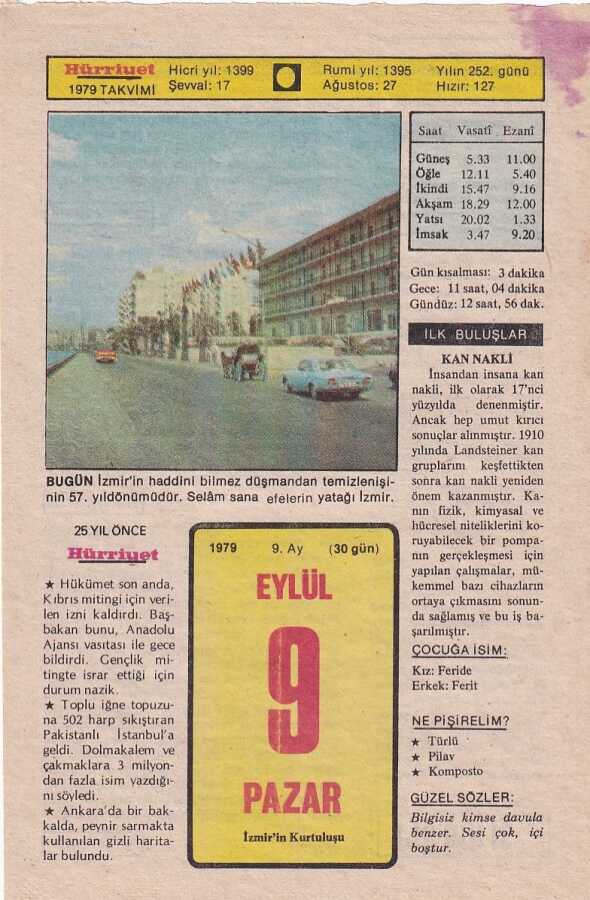 Hürriyet
1979 TAKVİMİ
Hicri yıl: 1399
Şevval: 17
Rumi yıl: 1395
Ağustos: 27
Yılın 252. günü
Hızır: 127
Saat Vasatî Ezanî
Güneş 5.33 11.00
Öğle 12.11 5.40
İkindi 15.47 9.16
Akşam 18.29 12.00
Yatsı 20.02 1.33
İmsak 3.47 9.20
Gün kısalması: 3 dakika
Gece: 11 saat, 04 dakika
Gündüz: 12 saat, 56 dak.
BUGÜN İzmir'in haddini bilmez düşmandan temizlenişi-
nin 57. yıldönümüdür. Selâm sana efelerin yatağı İzmir.
İLK BULUŞLAR
KAN NAKLİ
İnsandan insana kan
nakli, ilk olarak 17'nci
yüzyılda denenmiştir.
Ancak hep umut kırıcı
sonuçlar alınmıştır. 1910
yılında Landsteiner kan
gruplarını keşfettikten
sonra kan nakli yeniden
önem kazanmıştır. Ka-
nın fizik, kimyasal ve
hücresel niteliklerini ko-
ruyabilecek bir pompa-
nın gerçekleşmesi için
yapılan çalışmalar, mü-
kemmel bazı cihazların
ortaya çıkmasını sonun-
da sağlamış ve bu iş ba-
şarılmıştır.
ÇOCUĞA İSİM:
Kız: Feride
Erkek: Ferit
NE PİŞİRELİM?
★ Türlü
★ Pilav
★ Komposto
GÜZEL SÖZLER:
Bilgisiz kimse davula
benzer. Sesi çok, içi
boştur.
25 YIL ÖNCE
Hürriyet
★ Hükümet son anda,
Kıbrıs mitingi için veri-
len izni kaldırdı. Baş-
bakan bunu, Anadolu
Ajansı vasıtası ile gece
bildirdi. Gençlik mi-
tingte israr ettiği için
durum nazik.
★ Toplu iğne topuzu-
na 502 harp sıkıştıran
Pakistanlı İstanbul'a
geldi. Dolmakalem ve
çakmaklara 3 milyon-
dan fazla isim yazdığı-
nı söyledi.
★ Ankara'da bir bak-
kalda, peynir sarmakta
kullanılan gizli harita-
lar bulundu.
1979 9. Ay (30 gün)
EYLÜL
9
PAZAR
İzmir'in Kurtuluşu